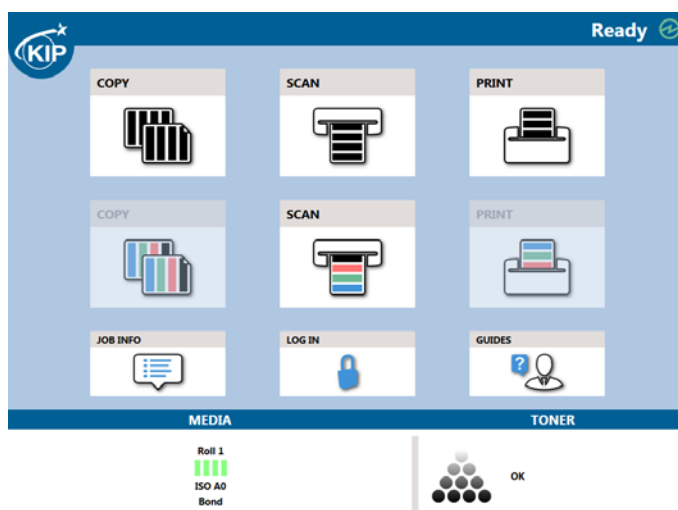 KIP
Ready
COPY SCAN PRINT
COPY SCAN PRINT
JOB INFO LOG IN GUIDES
?
MEDIA TONER
Roll 1
ISO A0
Bond
OK